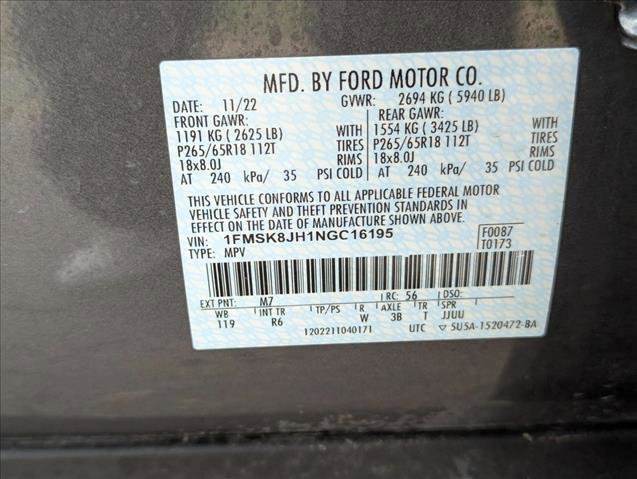 MFD. BY FORD MOTOR CO.
DATE: 11/22 GVWR: 2694 KG ( 5940 LB)
FRONT GAWR: REAR GAWR:
1191 KG ( 2625 LB) WITH 1554 KG ( 3425 LB) WITH
P265/65R18 112T TIRES P265/65R18 112T TIRES
18x8.0J RIMS 18x8.0J RIMS
AT 240 kPa/ 35 PSI COLD AT 240 kPa/ 35 PSI COLD
THIS VEHICLE CONFORMS TO ALL APPLICABLE FEDERAL MOTOR
VEHICLE SAFETY AND THEFT PREVENTION STANDARDS IN
EFFECT ON THE DATE OF MANUFACTURE SHOWN ABOVE.
VIN: 1FMSK8JH1NGC16195 F0087
TYPE: MPV T0173
EXT PNT: M7 RC: 56 DSO:
WB INT TR TP/PS R AXLE TR SPR
119 R6 W 3B T JJUU
1202211040171 UTC 5U5A-1520472-BA